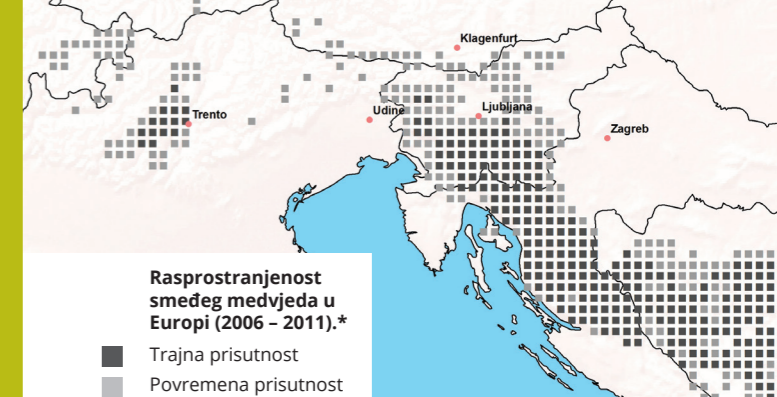 Klagenfurt
Trento
Udine
Ljubljana
Zagreb
Rasprostranjenost
smeđeg medvjeda u
Europi (2006 – 2011).*
Trajna prisutnost
Povremena prisutnost